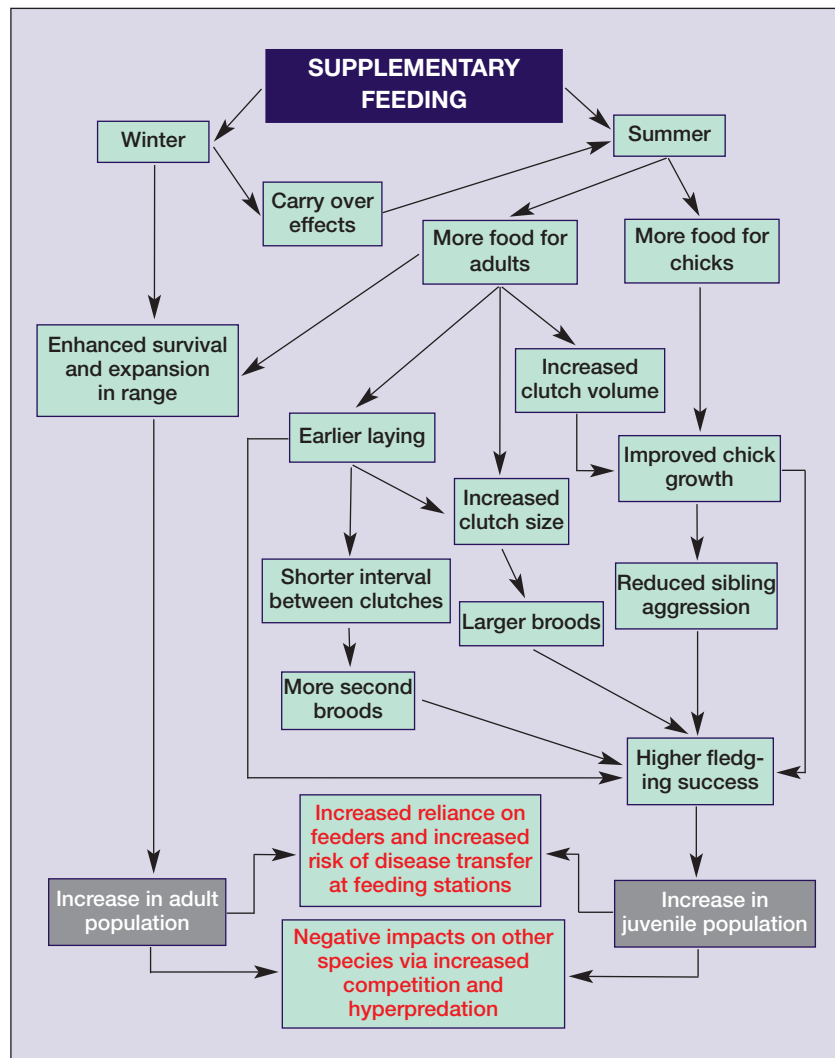 SUPPLEMENTARY
FEEDING
Winter
Summer
Carry over
effects
More food for
adults
More food for
chicks
Enhanced survival
and expansion
in range
Increased
clutch volume
Earlier laying
Improved chick
growth
Increased
clutch size
Shorter interval
between clutches
Reduced sibling
aggression
Larger broods
More second
broods
Higher fledg-
ing success
Increased reliance on
feeders and increased
risk of disease transfer
at feeding stations
Increase in adult
population
Increase in
juvenile population
Negative impacts on other
species via increased
competition and
hyperpredation